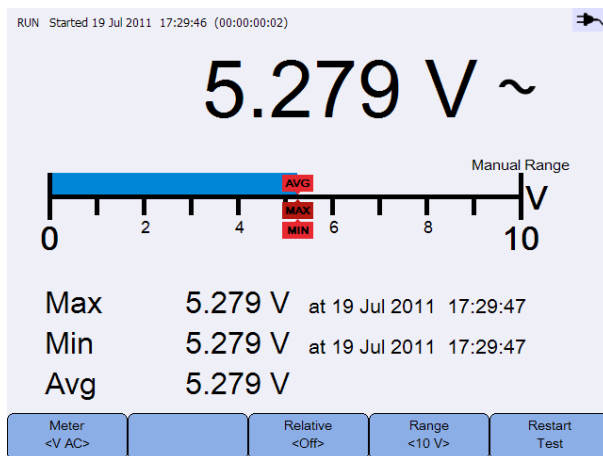 RUN Started 19 Jul 2011 17:29:46 (00:00:00:02)
5.279 V ~
Manual Range
AVG
V
MAX
MIN
0 2 4 6 8 10
Max 5.279 V at 19 Jul 2011 17:29:47
Min 5.279 V at 19 Jul 2011 17:29:47
Avg 5.279 V
Meter Relative Range Restart
<V AC> <Off> <10 V> Test